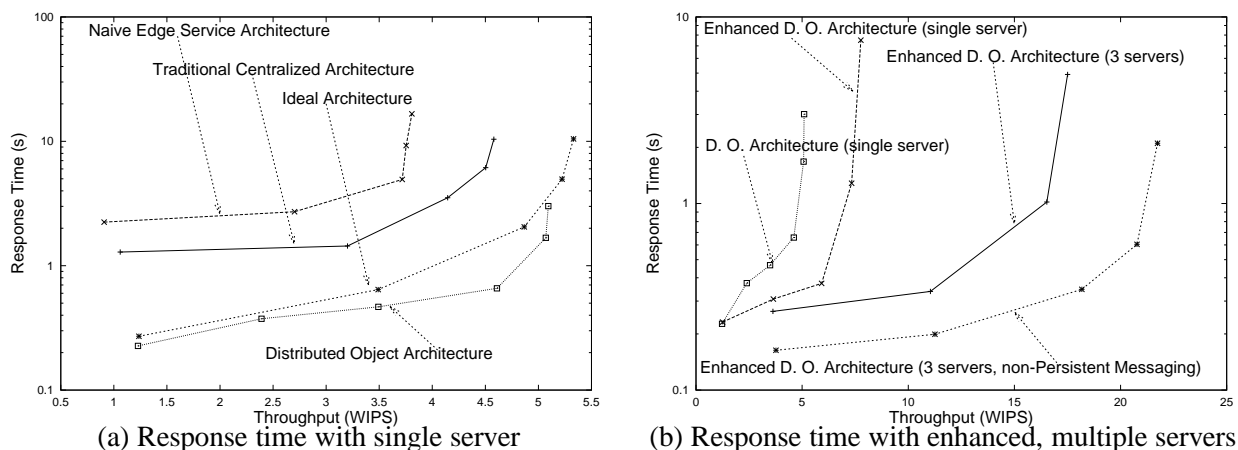 100
10
1
0.1
Response Time (s)
Naive Edge Service Architecture
Traditional Centralized Architecture
Ideal Architecture
Distributed Object Architecture
0.5 1 1.5 2 2.5 3 3.5 4 4.5 5 5.5
Throughput (WIPS)
(a) Response time with single server
10
1
0.1
Response Time (s)
Enhanced D. O. Architecture (single server)
Enhanced D. O. Architecture (3 servers)
D. O. Architecture (single server)
Enhanced D. O. Architecture (3 servers, non-Persistent Messaging)
0 5 10 15 20 25
Throughput (WIPS)
(b) Response time with enhanced, multiple servers